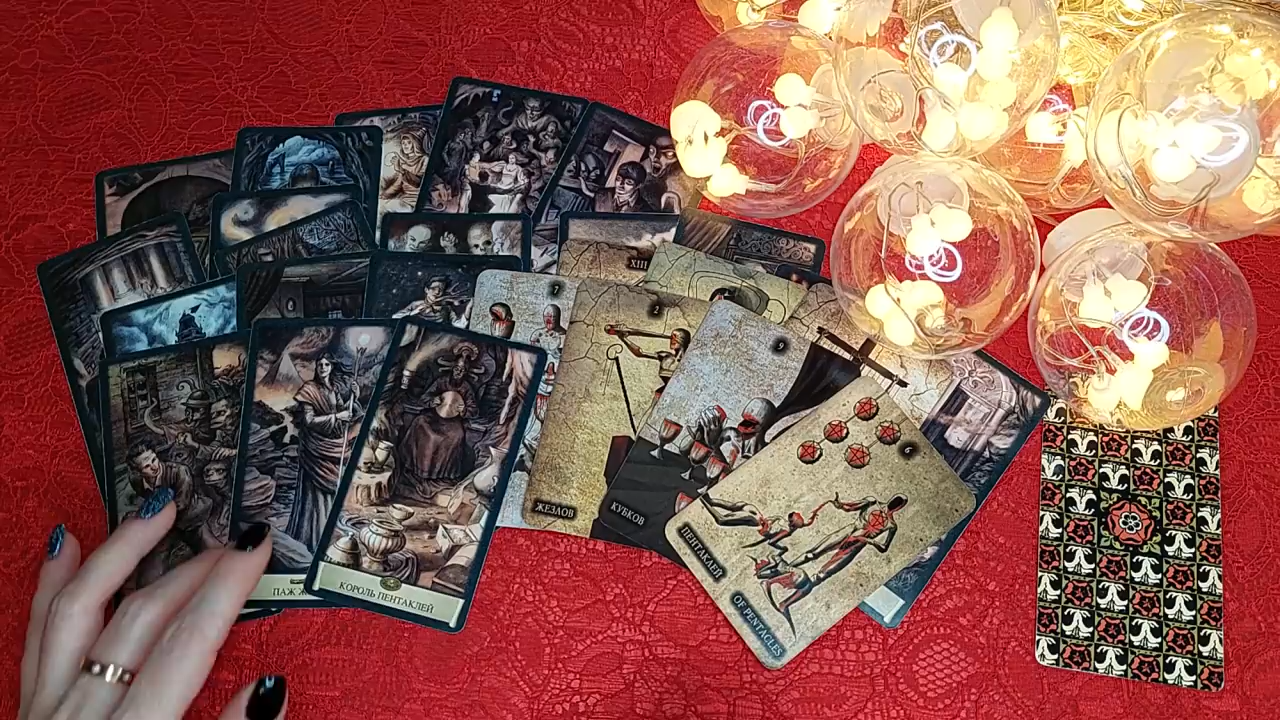 XIII
7
2
9
6
ЖЕЗЛОВ
КУБКОВ
ПЕНТАКЛЕЙ
OF PENTACLES
ПАЖ Ж
КОРОЛЬ ПЕНТАКЛЕЙ